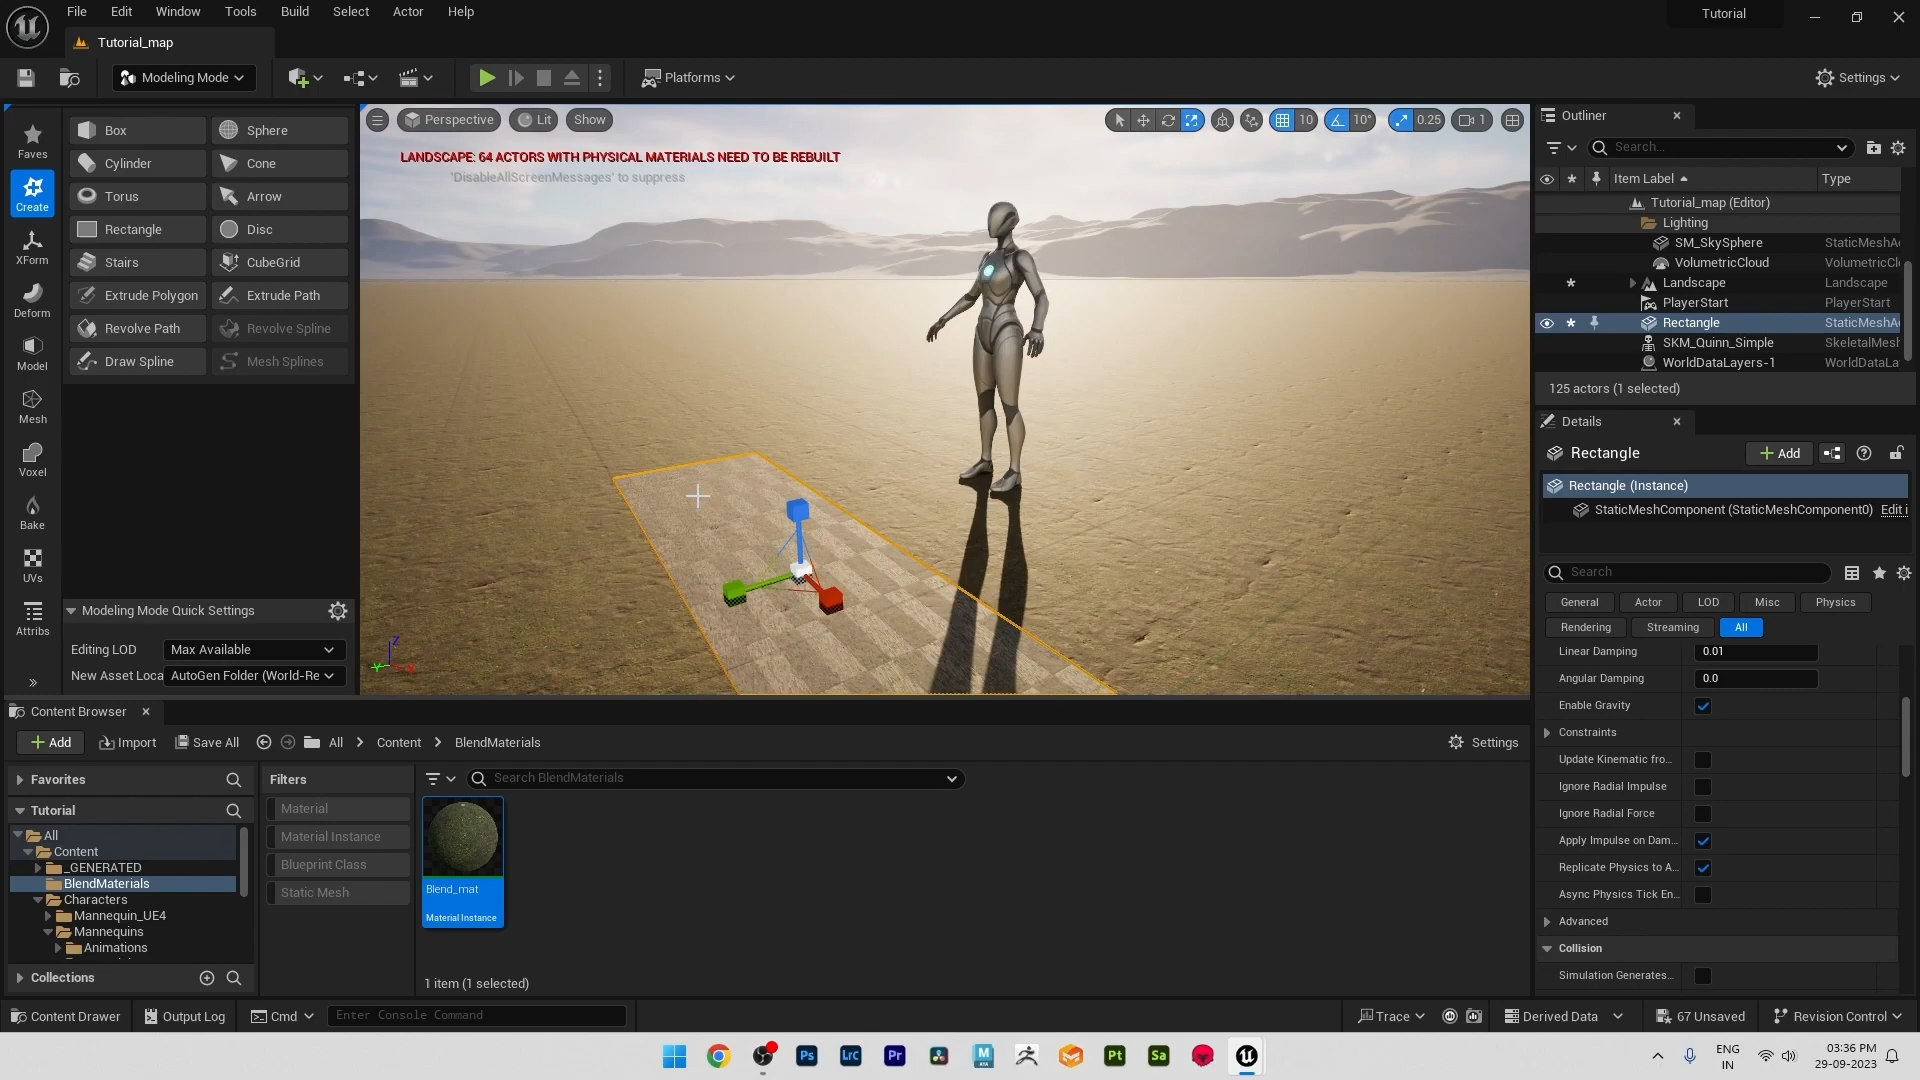 File Edit Window Tools Build Select Actor Help
Tutorial
Tutorial_map
Modeling Mode
Platforms
Settings
Faves
Create
XForm
Deform
Model
Mesh
Voxel
Bake
UVs
Attribs
Box Sphere
Cylinder Cone
Torus Arrow
Rectangle Disc
Stairs CubeGrid
Extrude Polygon Extrude Path
Revolve Path Revolve Spline
Draw Spline Mesh Splines
Modeling Mode Quick Settings
Editing LOD Max Available
New Asset Loca AutoGen Folder (World-Re
Perspective Lit Show
10 10° 0.25 1
LANDSCAPE: 64 ACTORS WITH PHYSICAL MATERIALS NEED TO BE REBUILT
'DisableAllScreenMessages' to suppress
Z
Y
X
Outliner
Search...
Item Label Type
Tutorial_map (Editor)
Lighting
SM_SkySphere StaticMeshA
VolumetricCloud VolumetricCl
Landscape Landscape
PlayerStart PlayerStart
Rectangle StaticMeshA
SKM_Quinn_Simple SkeletalMesh
WorldDataLayers-1 WorldDataLa
125 actors (1 selected)
Details
Rectangle
Add
Rectangle (Instance)
StaticMeshComponent (StaticMeshComponent0) Edit i
Search
General Actor LOD Misc Physics
Rendering Streaming All
Linear Damping 0.01
Angular Damping 0.0
Enable Gravity
Constraints
Update Kinematic fro...
Ignore Radial Impulse
Ignore Radial Force
Apply Impulse on Dam...
Replicate Physics to A...
Async Physics Tick En...
Advanced
Collision
Simulation Generates...
Content Browser
Add Import Save All All Content BlendMaterials
Settings
Favorites
Tutorial
All
Content
_GENERATED
BlendMaterials
Characters
Mannequin_UE4
Mannequins
Animations
Collections
Filters
Material
Material Instance
Blueprint Class
Static Mesh
Search BlendMaterials
Blend_mat
Material Instance
1 item (1 selected)
Content Drawer Output Log Cmd Enter Console Command
Trace Derived Data 67 Unsaved Revision Control
Ps Lrc Pr M Pt Sa
ENG
IN
03:36 PM
29-09-2023